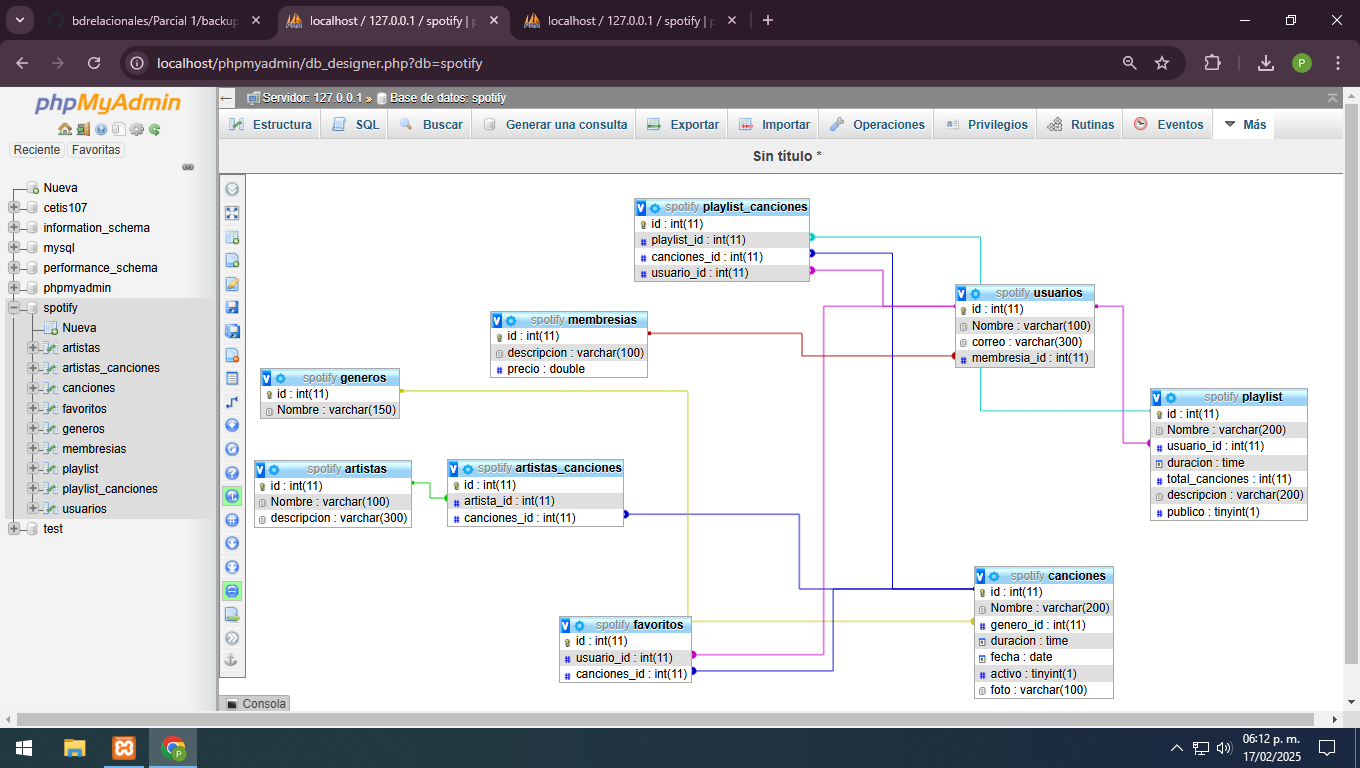 bdrelacionales/Parcial 1/backup
localhost / 127.0.0.1 / spotify | p
localhost / 127.0.0.1 / spotify | p
localhost/phpmyadmin/db_designer.php?db=spotify
P
phpMyAdmin
Reciente Favoritas
Nueva
cetis107
information_schema
mysql
performance_schema
phpmyadmin
spotify
Nueva
artistas
artistas_canciones
canciones
favoritos
generos
membresias
playlist
playlist_canciones
usuarios
test
Servidor: 127.0.0.1 » Base de datos: spotify
Estructura SQL Buscar Generar una consulta Exportar Importar Operaciones Privilegios Rutinas Eventos Más
Sin título *
V spotify playlist_canciones
id : int(11)
playlist_id : int(11)
canciones_id : int(11)
usuario_id : int(11)
V spotify usuarios
id : int(11)
Nombre : varchar(100)
correo : varchar(300)
membresia_id : int(11)
V spotify membresias
id : int(11)
descripcion : varchar(100)
precio : double
V spotify generos
id : int(11)
Nombre : varchar(150)
V spotify playlist
id : int(11)
Nombre : varchar(200)
usuario_id : int(11)
duracion : time
total_canciones : int(11)
descripcion : varchar(200)
publico : tinyint(1)
V spotify artistas
id : int(11)
Nombre : varchar(100)
descripcion : varchar(300)
V spotify artistas_canciones
id : int(11)
artista_id : int(11)
canciones_id : int(11)
V spotify canciones
id : int(11)
Nombre : varchar(200)
genero_id : int(11)
duracion : time
fecha : date
activo : tinyint(1)
foto : varchar(100)
V spotify favoritos
id : int(11)
usuario_id : int(11)
canciones_id : int(11)
Consola
P
06:12 p. m.
17/02/2025